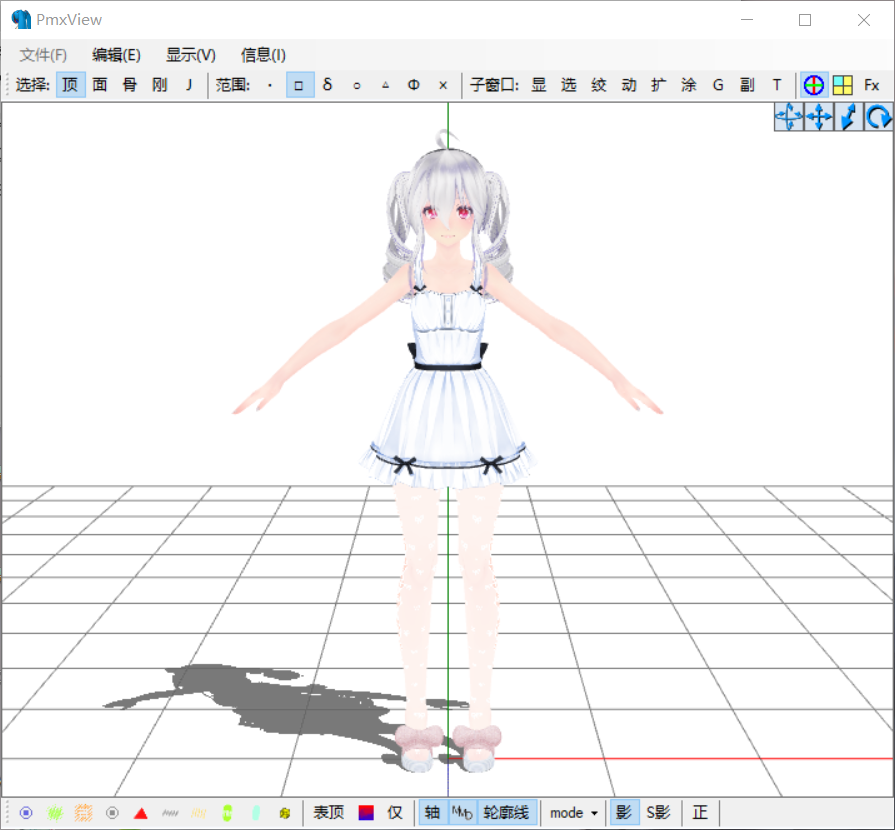 PmxView
文件(F) 编辑(E) 显示(V) 信息(I)
选择: 顶 面 骨 刚 J 范围: · □ δ ○ △ Φ × 子窗口: 显 选 绞 动 扩 涂 G 副 T Fx
表顶 仅 轴 MMD 轮廓线 mode 影 S影 正